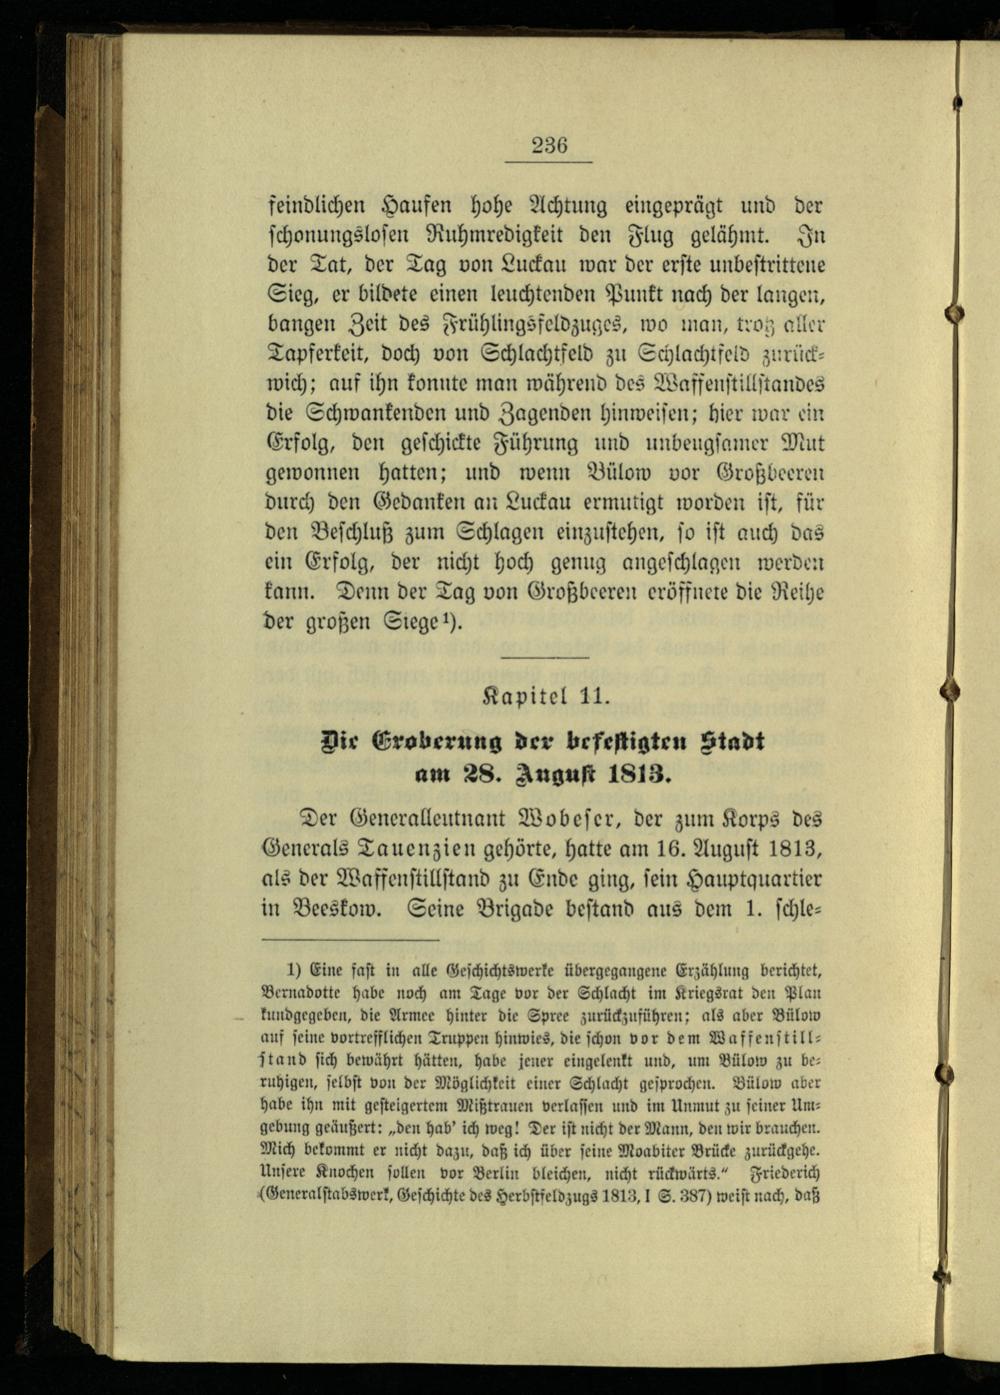 236
feindlichen Haufen hohe Achtung eingeprägt und der
schonungslosen Ruhmredigkeit den Flug gelähmt. In
der Tat, der Tag von Luckau war der erste unbestrittene
Sieg, er bildete einen leuchtenden Punkt nach der langen,
bangen Zeit des Frühlingsfeldzuges, wo man, trotz aller
Tapferkeit, doch von Schlachtfeld zu Schlachtfeld zurück-
wich; auf ihn konnte man während des Waffenstillstandes
die Schwankenden und Zagenden hinweisen; hier war ein
Erfolg, den geschickte Führung und unbeugsamer Mut
gewonnen hatten; und wenn Bülow vor Großbeeren
durch den Gedanken an Luckau ermutigt worden ist, für
den Beschluß zum Schlagen einzustehen, so ist auch das
ein Erfolg, der nicht hoch genug angeschlagen werden
kann. Denn der Tag von Großbeeren eröffnete die Reihe
der großen Siege¹).
Kapitel 11.
Die Eroberung der befestigten Stadt
am 28. August 1813.
Der Generalleutnant Wobeser, der zum Korps des
Generals Tauenzien gehörte, hatte am 16. August 1813,
als der Waffenstillstand zu Ende ging, sein Hauptquartier
in Beeskow. Seine Brigade bestand aus dem 1. schle-
1) Eine fast in alle Geschichtswerke übergegangene Erzählung berichtet,
Bernadotte habe noch am Tage vor der Schlacht im Kriegsrat den Plan
kundgegeben, die Armee hinter die Spree zurückzuführen; als aber Bülow
auf seine vortrefflichen Truppen hinwies, die schon vor dem Waffenstill-
stand sich bewährt hätten, habe jener eingelenkt und, um Bülow zu be-
ruhigen, selbst von der Möglichkeit einer Schlacht gesprochen. Bülow aber
habe ihn mit gesteigertem Mißtrauen verlassen und im Unmut zu seiner Um-
gebung geäußert: „den hab' ich weg! Der ist nicht der Mann, den wir brauchen.
Mich bekommt er nicht dazu, daß ich über seine Moabiter Brücke zurückgehe.
Unsere Knochen sollen vor Berlin bleichen, nicht rückwärts.“ Friederich
(Generalstabswerk, Geschichte des Herbstfeldzugs 1813, I S. 387) weist nach, daß